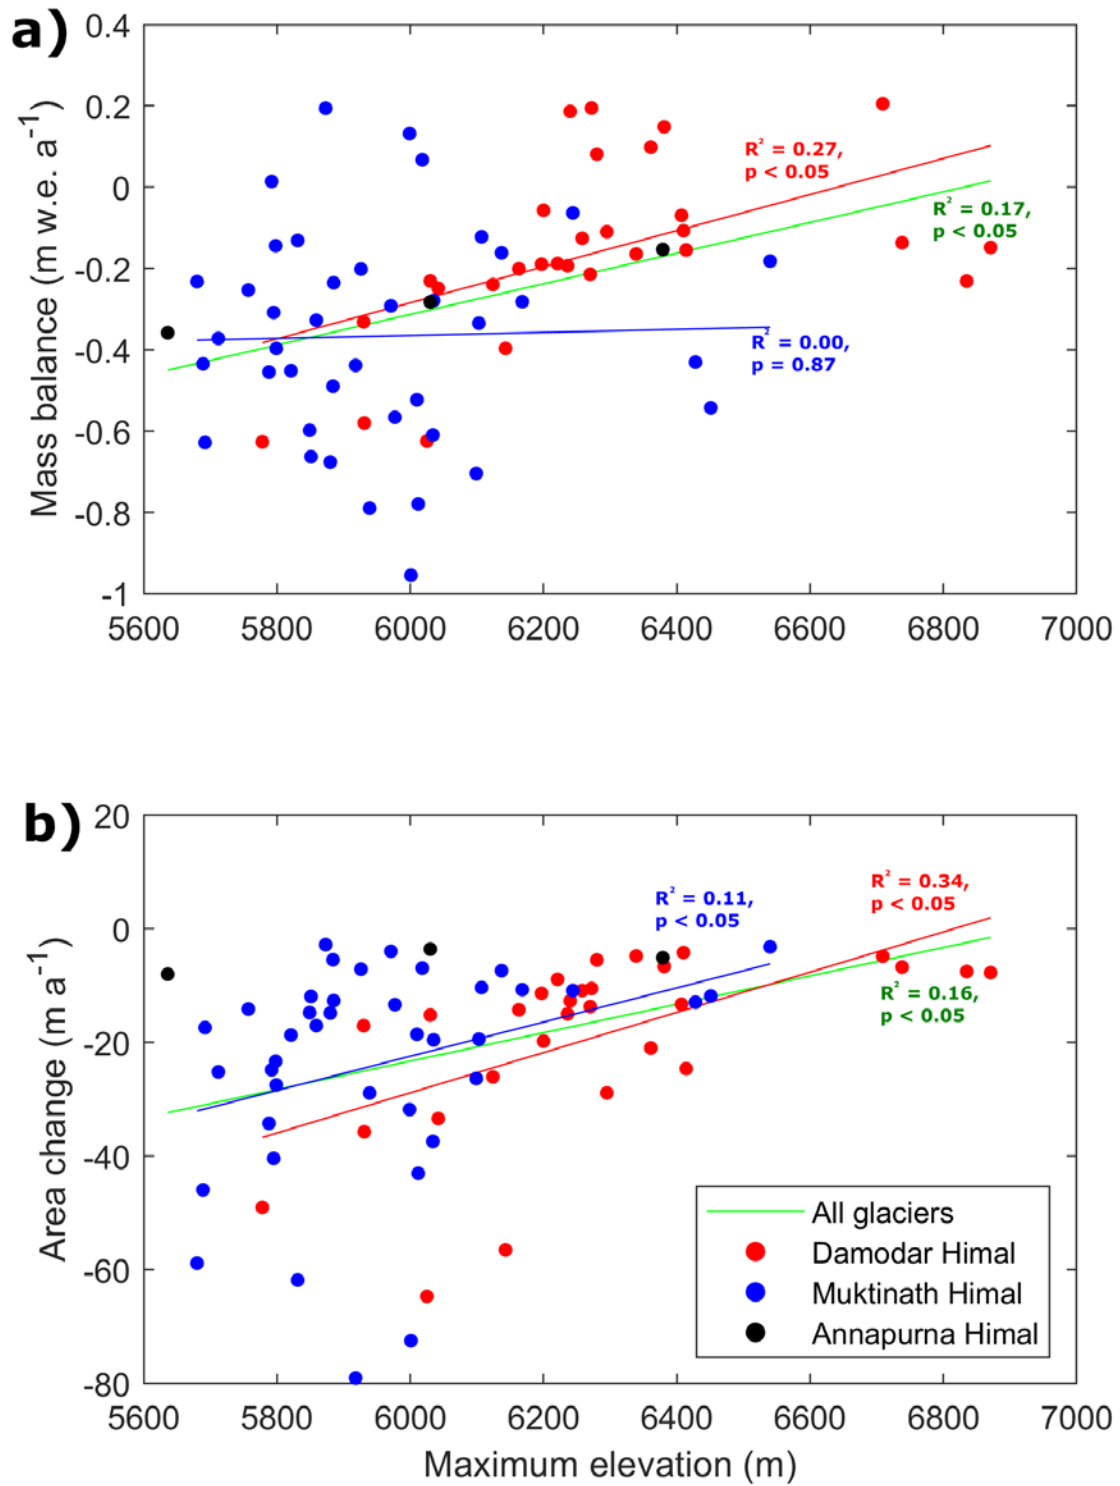 a)
0.4
0.2
0
-0.2
-0.4
-0.6
-0.8
-1
Mass balance (m w.e. a⁻¹)
R² = 0.27,
p < 0.05
R² = 0.17,
p < 0.05
R² = 0.00,
p = 0.87
5600 5800 6000 6200 6400 6600 6800 7000
b)
20
0
-20
-40
-60
-80
Area change (m a⁻¹)
R² = 0.11,
p < 0.05
R² = 0.34,
p < 0.05
R² = 0.16,
p < 0.05
All glaciers
Damodar Himal
Muktinath Himal
Annapurna Himal
5600 5800 6000 6200 6400 6600 6800 7000
Maximum elevation (m)